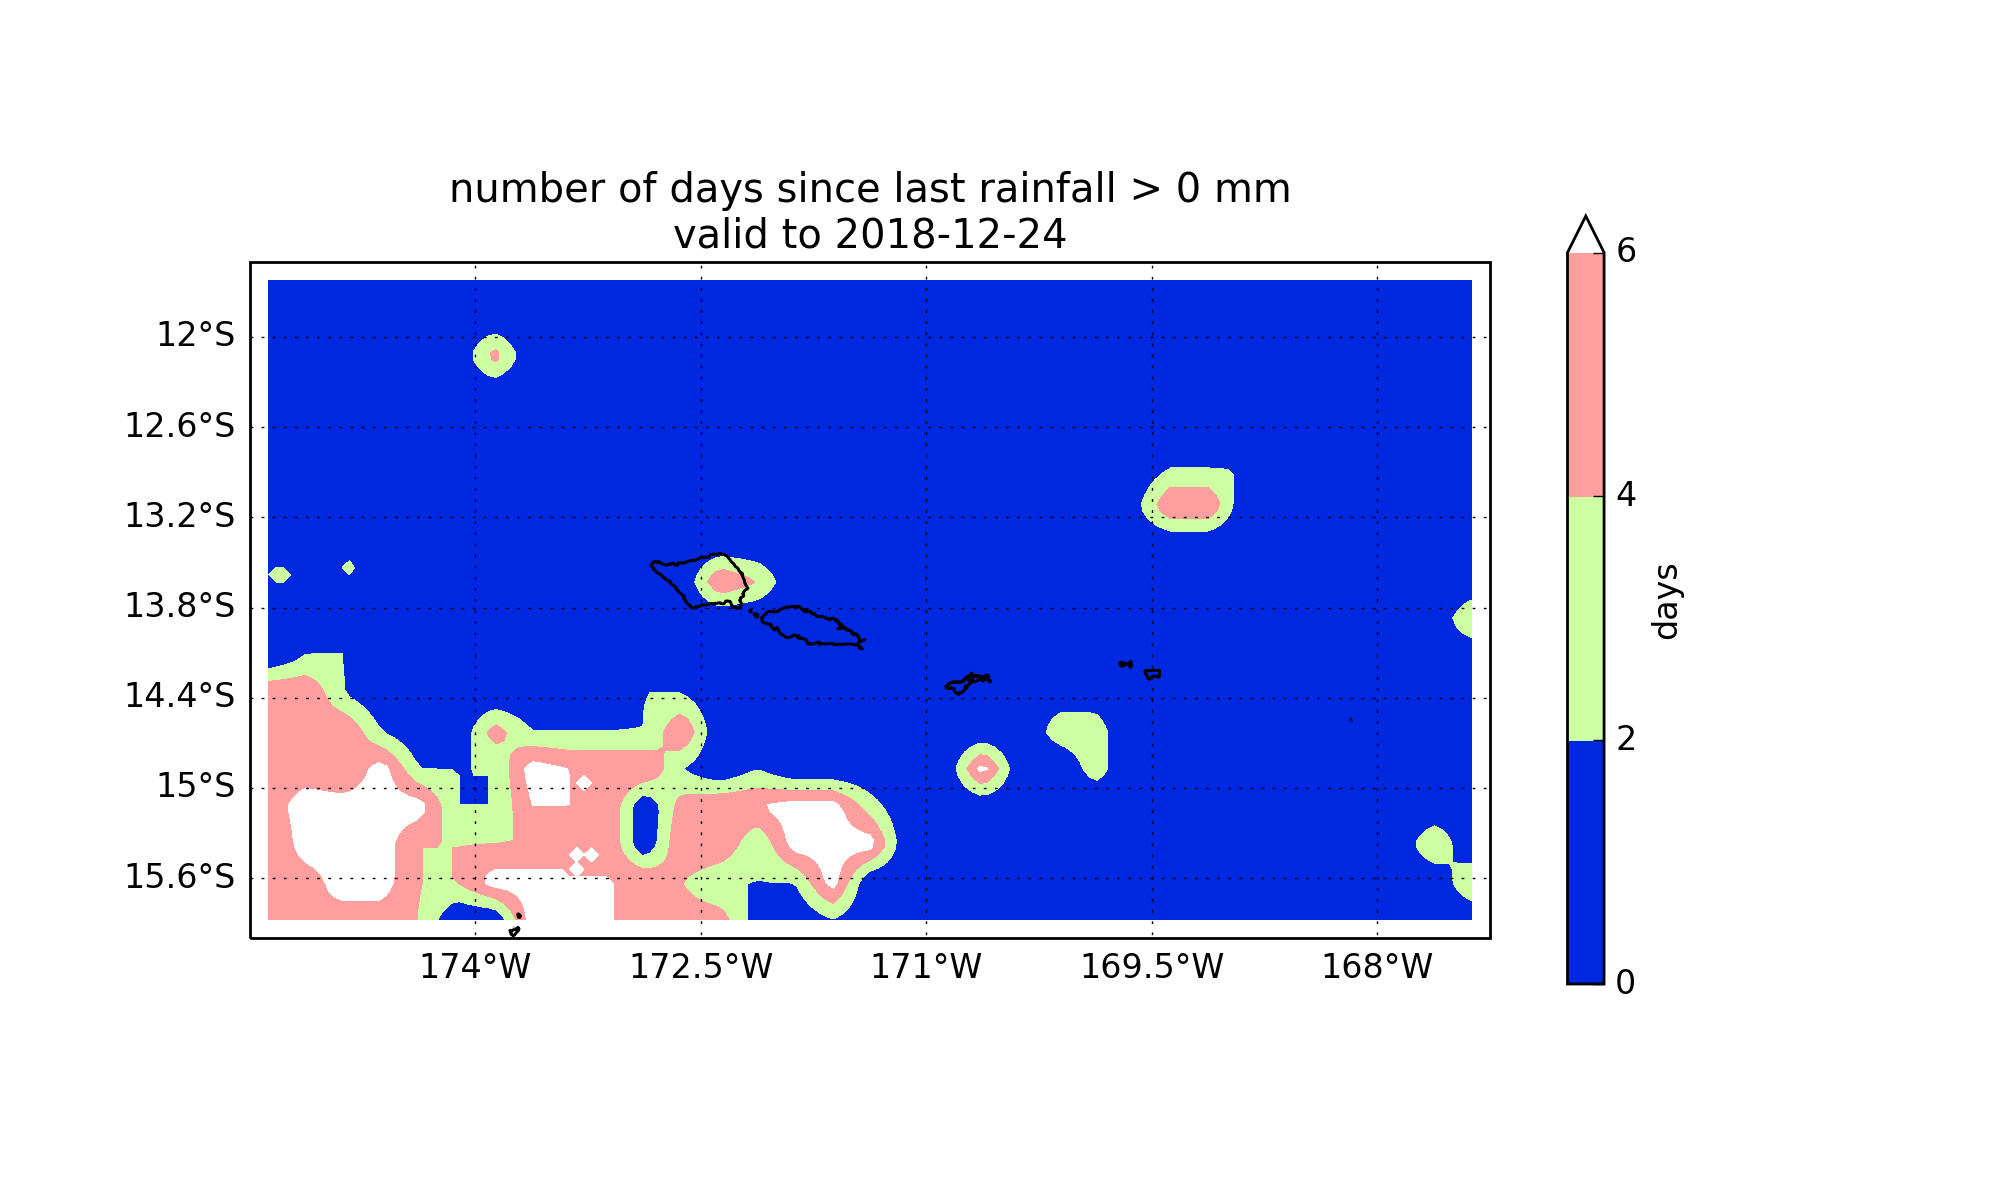 number of days since last rainfall > 0 mm
valid to 2018-12-24
12°S
12.6°S
13.2°S
13.8°S
14.4°S
15°S
15.6°S
174°W 172.5°W 171°W 169.5°W 168°W
6
4
2
0
days